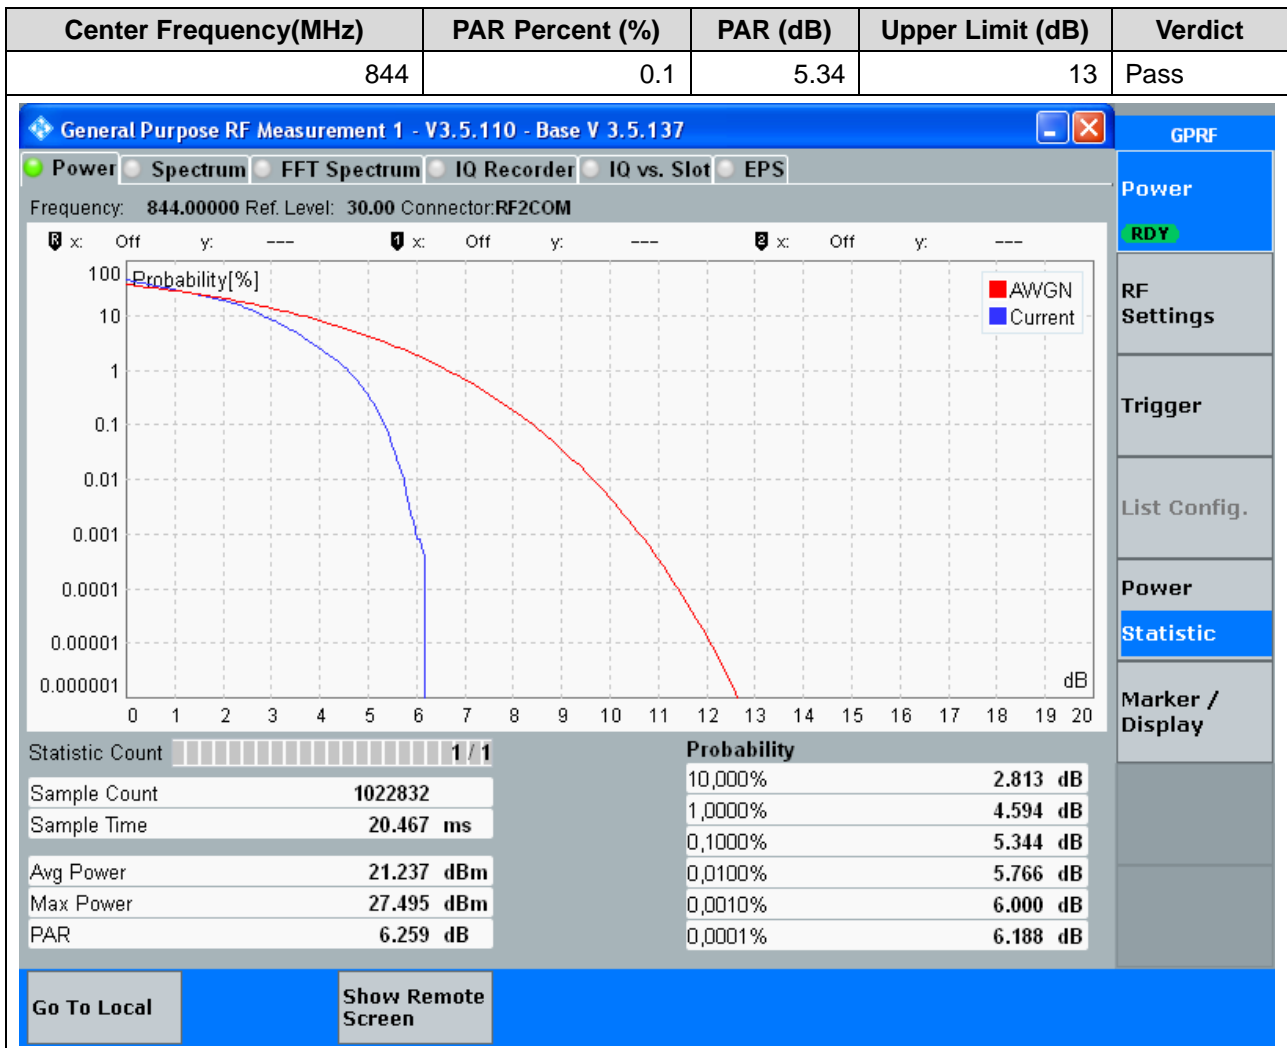 Center Frequency(MHz) PAR Percent (%) PAR (dB) Upper Limit (dB) Verdict
844 0.1 5.34 13 Pass
General Purpose RF Measurement 1 - V3.5.110 - Base V 3.5.137
GPRF
Power Spectrum FFT Spectrum IQ Recorder IQ vs. Slot EPS
Power
RDY
Frequency: 844.00000 Ref. Level: 30.00 Connector:RF2COM
R x: Off y: --- 1 x: Off y: --- 2 x: Off y: ---
Probability[%]
AWGN
Current
100
10
1
0.1
0.01
0.001
0.0001
0.00001
0.000001
dB
0 1 2 3 4 5 6 7 8 9 10 11 12 13 14 15 16 17 18 19 20
RF
Settings
Trigger
List Config.
Power
Statistic
Marker /
Display
Statistic Count 1 / 1
Sample Count 1022832
Sample Time 20.467 ms
Avg Power 21.237 dBm
Max Power 27.495 dBm
PAR 6.259 dB
Probability
10,000% 2.813 dB
1,0000% 4.594 dB
0,1000% 5.344 dB
0,0100% 5.766 dB
0,0010% 6.000 dB
0,0001% 6.188 dB
Go To Local
Show Remote
Screen